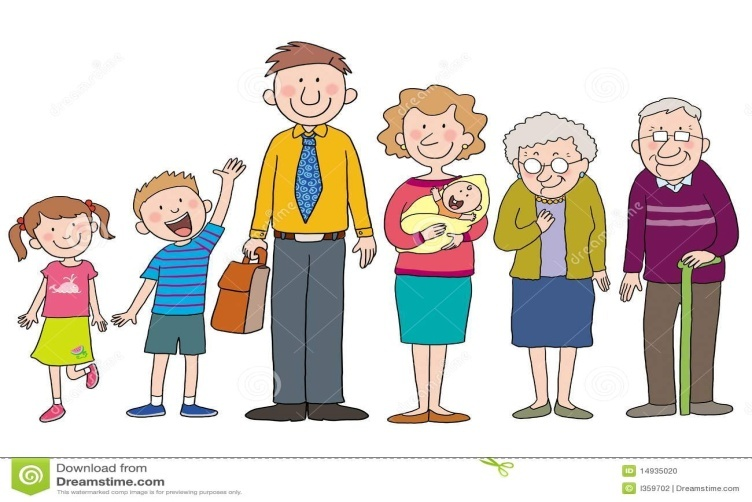 Download from
Dreamstime.com
This watermarked comp image is for previewing purposes only.
ID 14935020
I359702 | Dreamstime.com